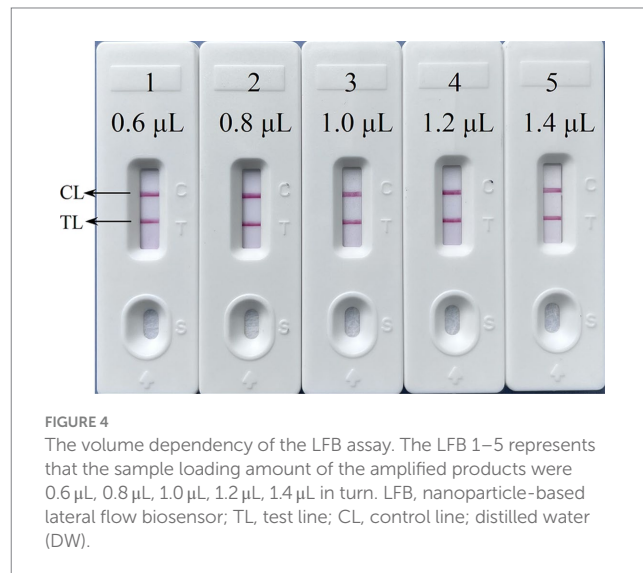 1 2 3 4 5
0.6 μL 0.8 μL 1.0 μL 1.2 μL 1.4 μL
CL C C C C C
TL T T T T T
S S S S S
FIGURE 4
The volume dependency of the LFB assay. The LFB 1–5 represents
that the sample loading amount of the amplified products were
0.6 μL, 0.8 μL, 1.0 μL, 1.2 μL, 1.4 μL in turn. LFB, nanoparticle-based
lateral flow biosensor; TL, test line; CL, control line; distilled water
(DW).